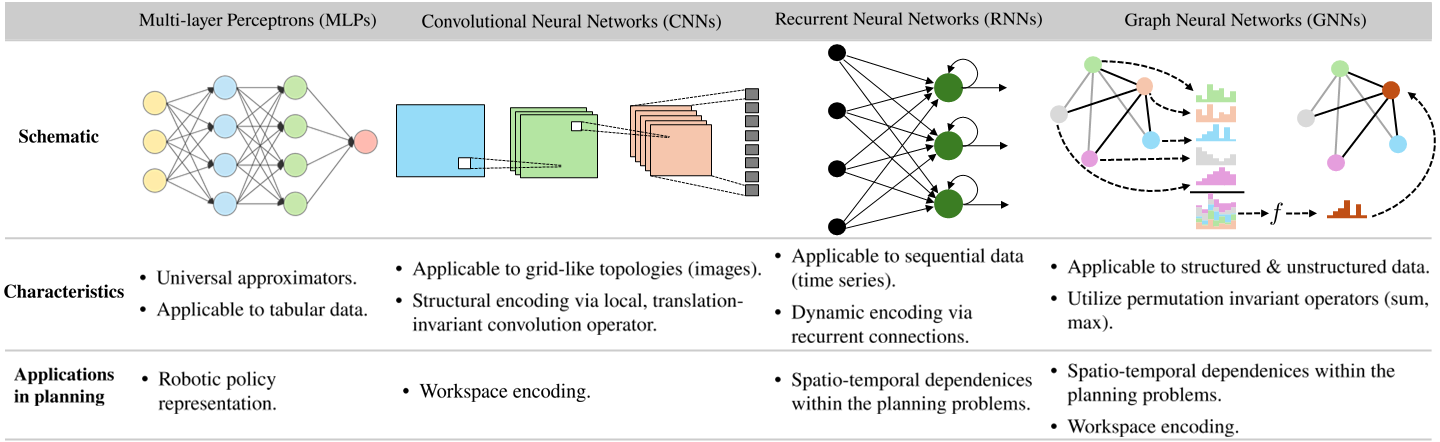 Multi-layer Perceptrons (MLPs) Convolutional Neural Networks (CNNs) Recurrent Neural Networks (RNNs) Graph Neural Networks (GNNs)
Schematic
f
Characteristics
• Universal approximators.
• Applicable to tabular data.
• Applicable to grid-like topologies (images).
• Structural encoding via local, translation-
invariant convolution operator.
• Applicable to sequential data
(time series).
• Dynamic encoding via
recurrent connections.
• Applicable to structured & unstructured data.
• Utilize permutation invariant operators (sum,
max).
Applications
in planning
• Robotic policy
representation.
• Workspace encoding.
• Spatio-temporal dependenices
within the planning problems.
• Spatio-temporal dependenices within the
planning problems.
• Workspace encoding.